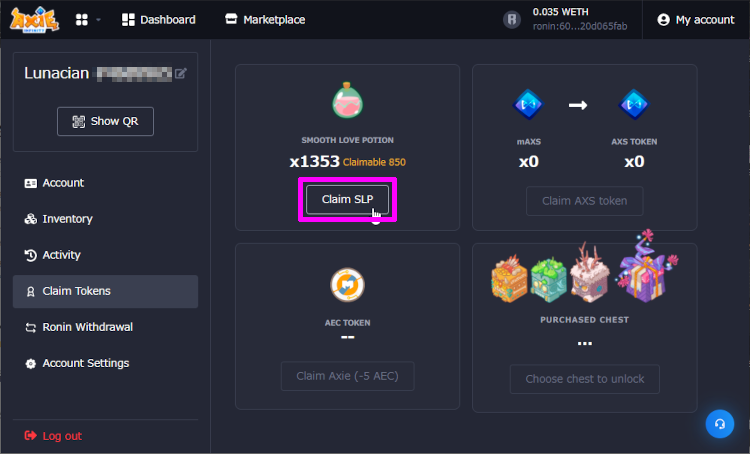 AXIE
INFINITY
Dashboard
Marketplace
0.035 WETH
ronin:60...20d065fab
My account
Lunacian
Show QR
Account
Inventory
Activity
Claim Tokens
Ronin Withdrawal
Account Settings
Log out
SMOOTH LOVE POTION
x1353 Claimable 850
Claim SLP
mAXS
x0
AXS TOKEN
x0
Claim AXS token
AEC TOKEN
--
Claim Axie (-5 AEC)
PURCHASED CHEST
...
Choose chest to unlock